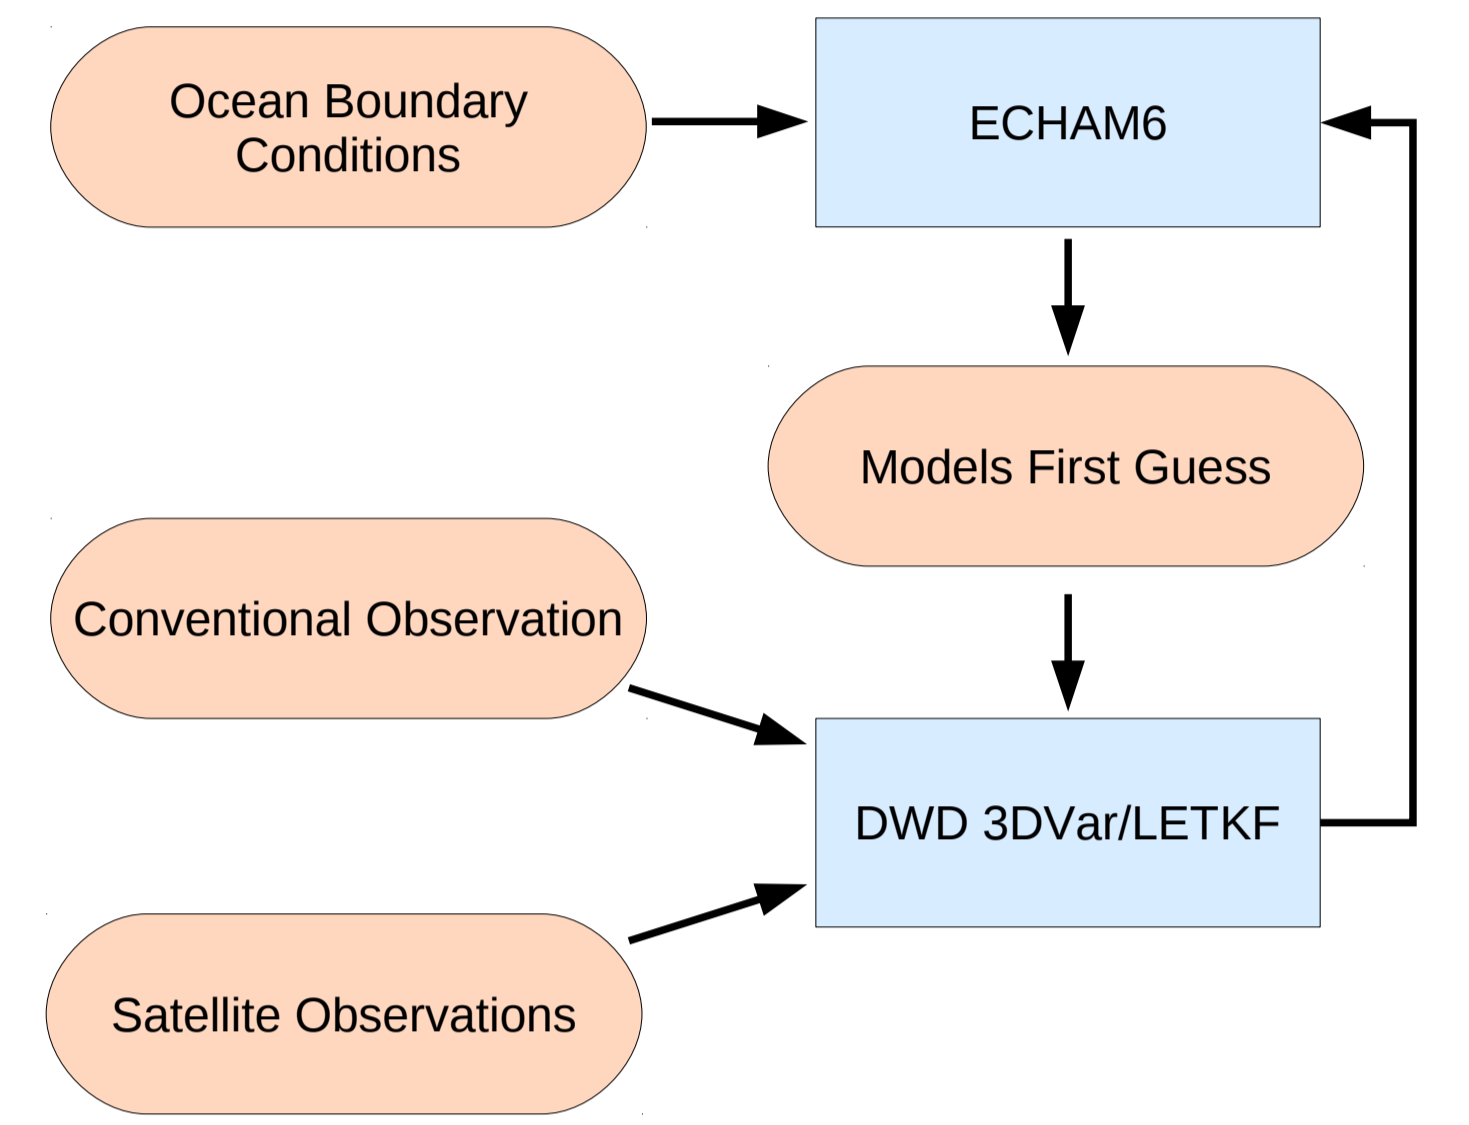 Ocean Boundary
Conditions
ECHAM6
Models First Guess
Conventional Observation
DWD 3DVar/LETKF
Satellite Observations